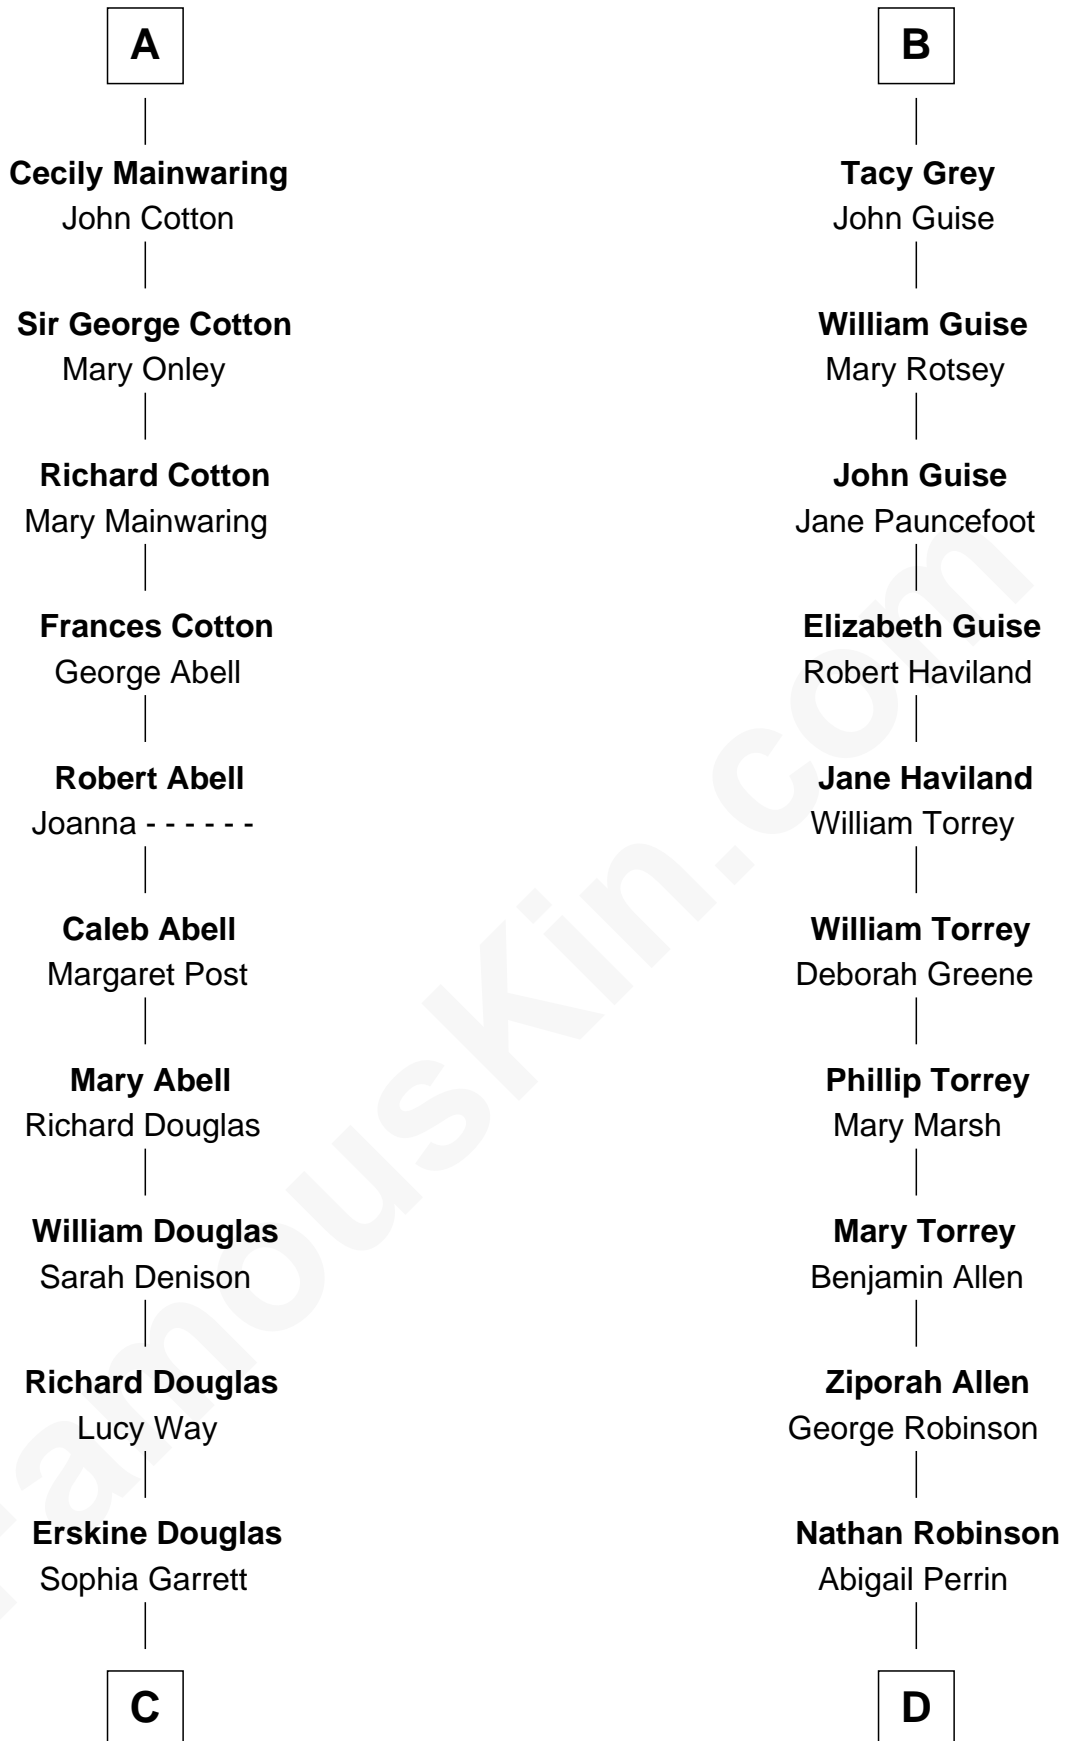 A
Cecily Mainwaring
John Cotton
Sir George Cotton
Mary Onley
Richard Cotton
Mary Mainwaring
Frances Cotton
George Abell
Robert Abell
Joanna - - - - - -
Caleb Abell
Margaret Post
Mary Abell
Richard Douglas
William Douglas
Sarah Denison
Richard Douglas
Lucy Way
Erskine Douglas
Sophia Garrett
C
B
Tacy Grey
John Guise
William Guise
Mary Rotsey
John Guise
Jane Pauncefoot
Elizabeth Guise
Robert Haviland
Jane Haviland
William Torrey
William Torrey
Deborah Greene
Phillip Torrey
Mary Marsh
Mary Torrey
Benjamin Allen
Ziporah Allen
George Robinson
Nathan Robinson
Abigail Perrin
D
FamousKin.com